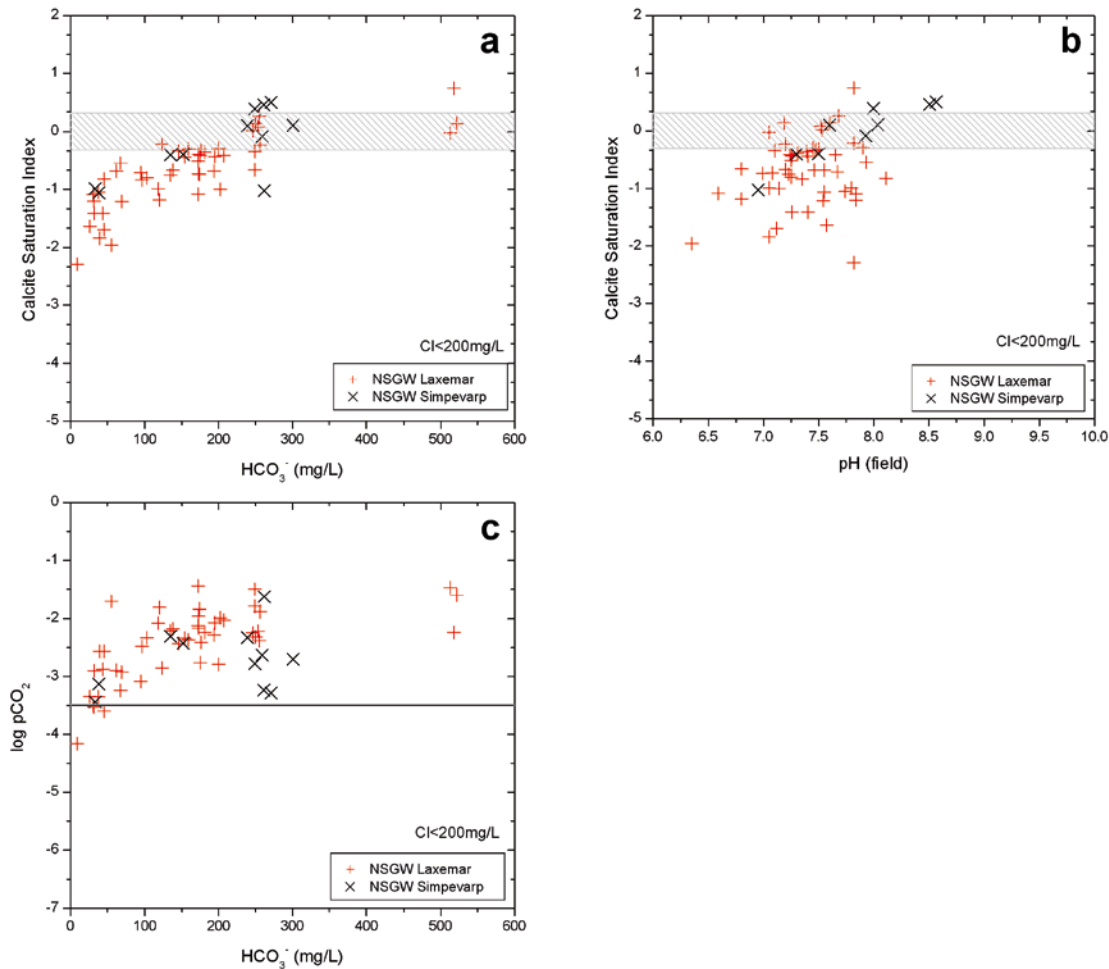 a
2
1
0
-1
-2
-3
-4
-5
Calcite Saturation Index
Cl<200mg/L
NSGW Laxemar
NSGW Simpevarp
0 100 200 300 400 500 600
HCO₃⁻ (mg/L)
b
2
1
0
-1
-2
-3
-4
-5
Calcite Saturation Index
Cl<200mg/L
NSGW Laxemar
NSGW Simpevarp
6.0 6.5 7.0 7.5 8.0 8.5 9.0 9.5 10.0
pH (field)
c
0
-1
-2
-3
-4
-5
-6
-7
log pCO₂
Cl<200mg/L
NSGW Laxemar
NSGW Simpevarp
0 100 200 300 400 500 600
HCO₃⁻ (mg/L)